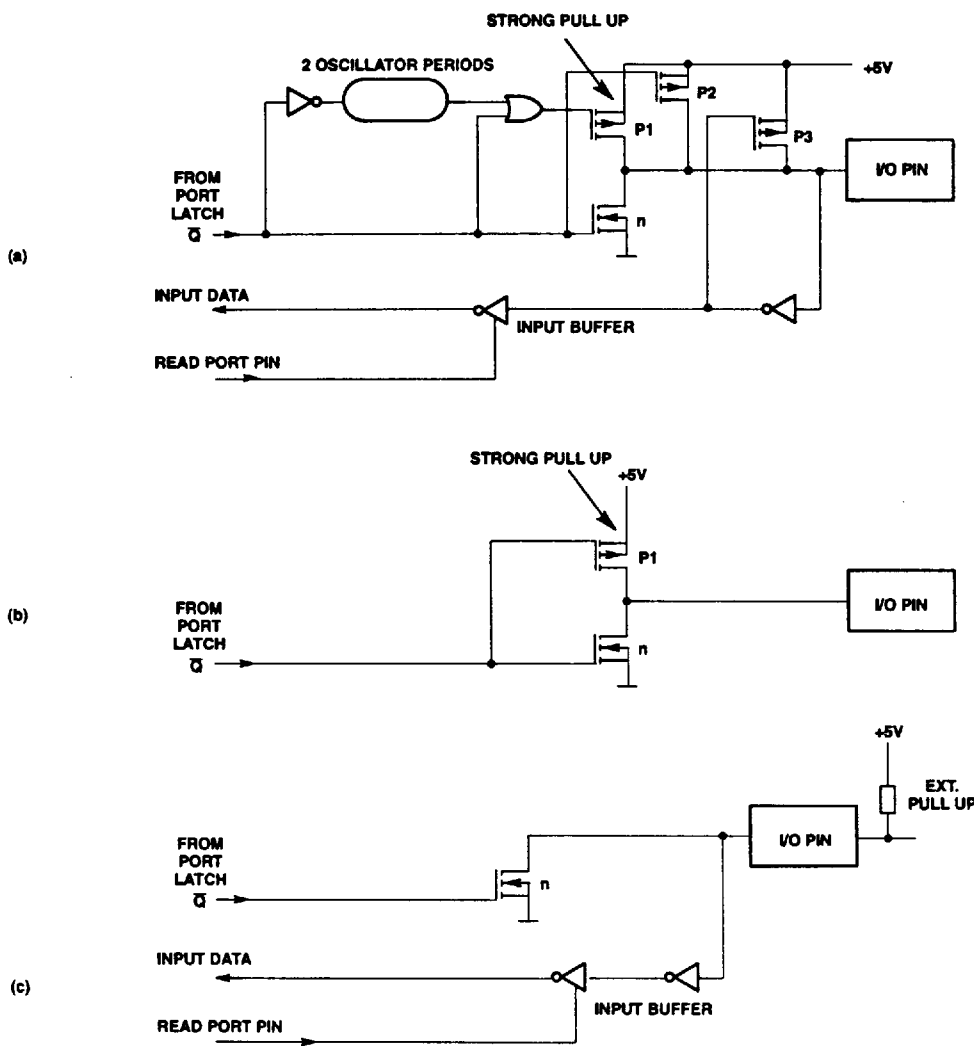 STRONG PULL UP
2 OSCILLATOR PERIODS
+5V
P2
P1
P3
I/O PIN
FROM
PORT
LATCH
Q̅
n
(a)
INPUT DATA
INPUT BUFFER
READ PORT PIN
STRONG PULL UP
+5V
P1
I/O PIN
FROM
PORT
LATCH
Q̅
n
(b)
+5V
EXT.
PULL UP
I/O PIN
FROM
PORT
LATCH
Q̅
n
INPUT DATA
(c)
INPUT BUFFER
READ PORT PIN